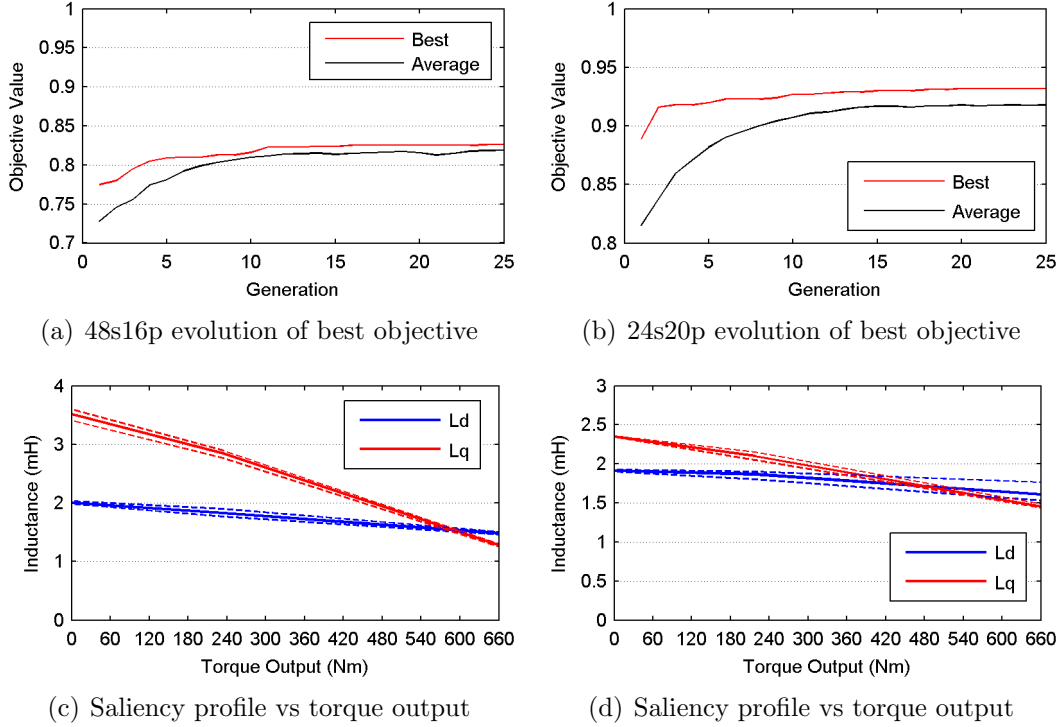 1
0.95
0.9
0.85
0.8
0.75
0.7
Objective Value
Best
Average
0 5 10 15 20 25
Generation
(a) 48s16p evolution of best objective
1
0.95
0.9
0.85
0.8
Objective Value
Best
Average
0 5 10 15 20 25
Generation
(b) 24s20p evolution of best objective
4
3
2
1
0
Inductance (mH)
Ld
Lq
0 60 120 180 240 300 360 420 480 540 600 660
Torque Output (Nm)
(c) Saliency profile vs torque output
3
2.5
2
1.5
1
0.5
0
Inductance (mH)
Ld
Lq
0 60 120 180 240 300 360 420 480 540 600 660
Torque Output (Nm)
(d) Saliency profile vs torque output